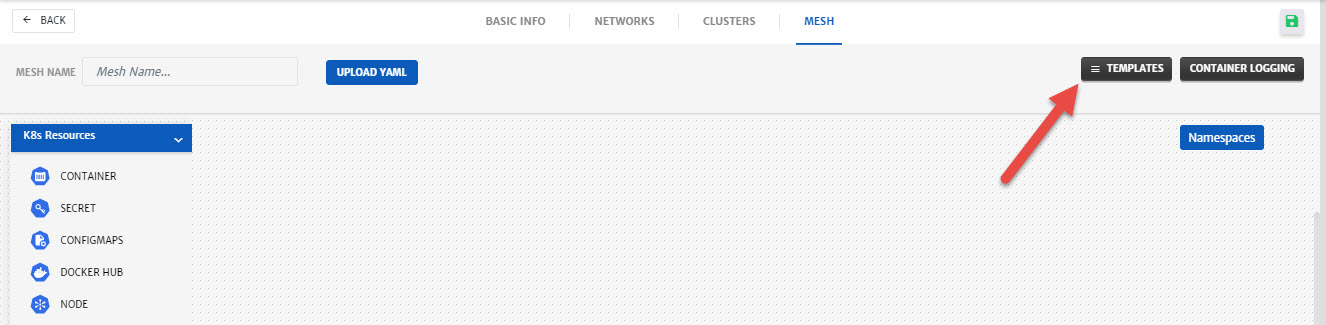 BACK
BASIC INFO
NETWORKS
CLUSTERS
MESH
MESH NAME
Mesh Name...
UPLOAD YAML
TEMPLATES
CONTAINER LOGGING
K8s Resources
Namespaces
CONTAINER
SECRET
CONFIGMAPS
DOCKER HUB
NODE